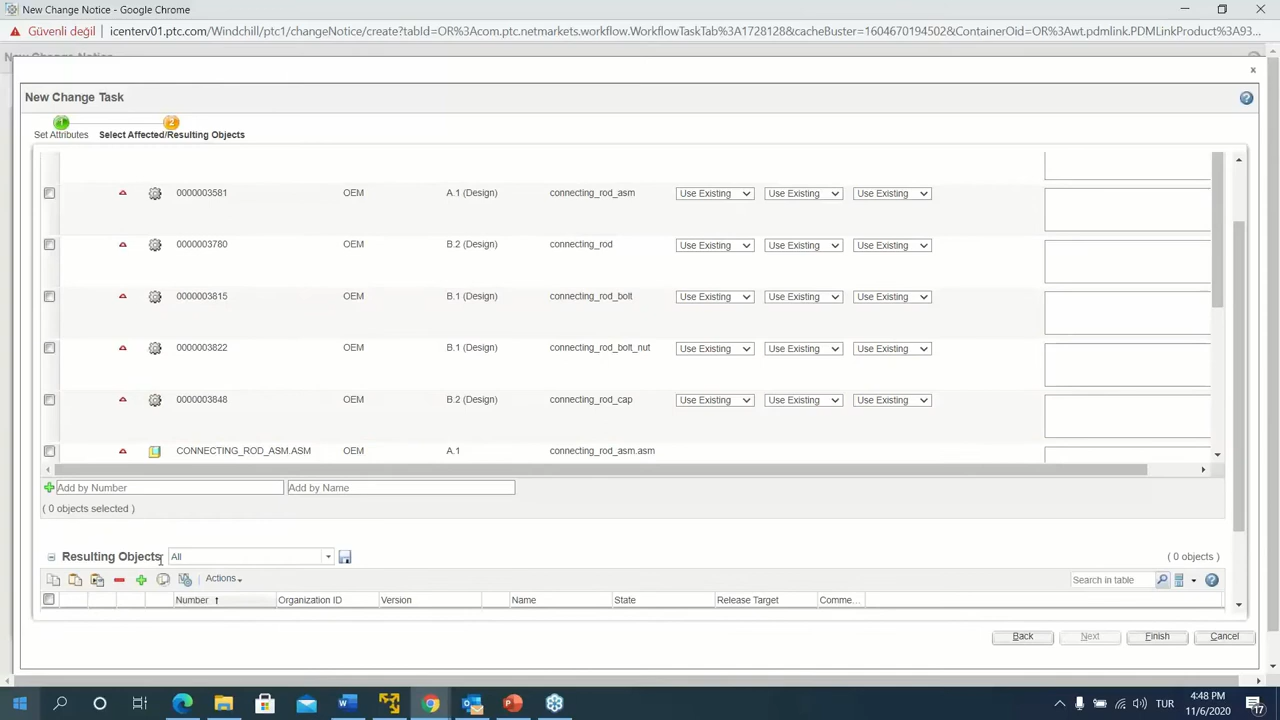 New Change Notice - Google Chrome
Güvenli değil icenterv01.ptc.com/Windchill/ptc1/changeNotice/create?tabId=OR%3Acom.ptc.netmarkets.workflow.WorkflowTaskTab%3A1728128&cacheBuster=1604670194502&ContainerOid=OR%3Awt.pdmlink.PDMLinkProduct%3A93...
New Change Task
1 2
Set Attributes Select Affected/Resulting Objects
0000003581 OEM A.1 (Design) connecting_rod_asm Use Existing Use Existing Use Existing
0000003780 OEM B.2 (Design) connecting_rod Use Existing Use Existing Use Existing
0000003815 OEM B.1 (Design) connecting_rod_bolt Use Existing Use Existing Use Existing
0000003822 OEM B.1 (Design) connecting_rod_bolt_nut Use Existing Use Existing Use Existing
0000003848 OEM B.2 (Design) connecting_rod_cap Use Existing Use Existing Use Existing
CONNECTING_ROD_ASM.ASM OEM A.1 connecting_rod_asm.asm
Add by Number Add by Name
( 0 objects selected )
Resulting Objects All ( 0 objects )
Actions Search in table
Number Organization ID Version Name State Release Target Comme...
Back Next Finish Cancel
TUR 4:48 PM
11/6/2020 17